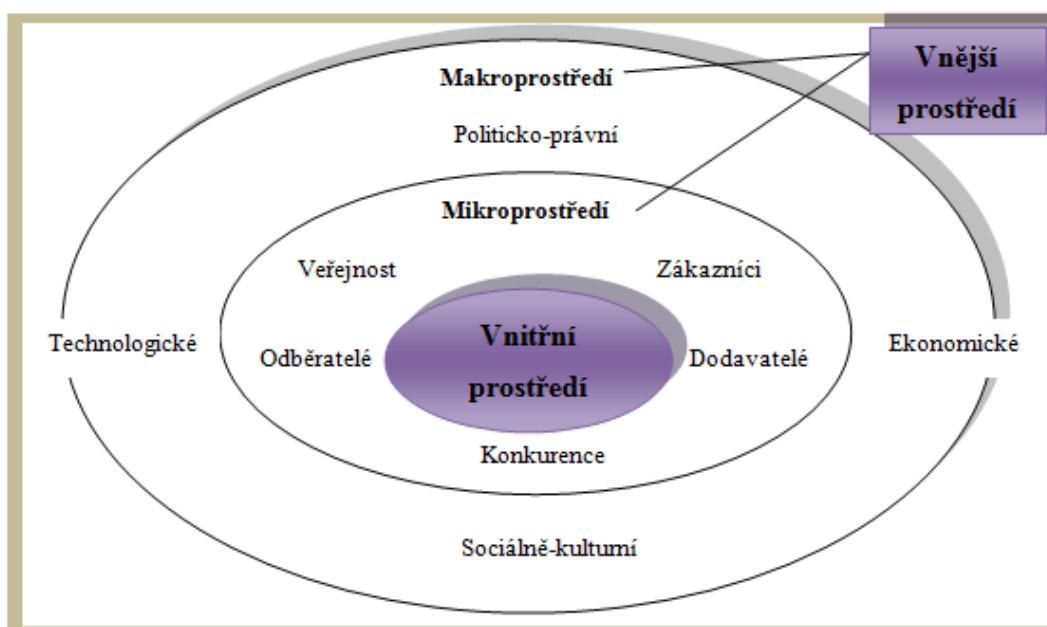 Vnější
prostředí
Makroprostředí
Politicko-právní
Mikroprostředí
Veřejnost
Zákazníci
Technologické
Odběratelé
Vnitřní
prostředí
Dodavatelé
Ekonomické
Konkurence
Sociálně-kulturní